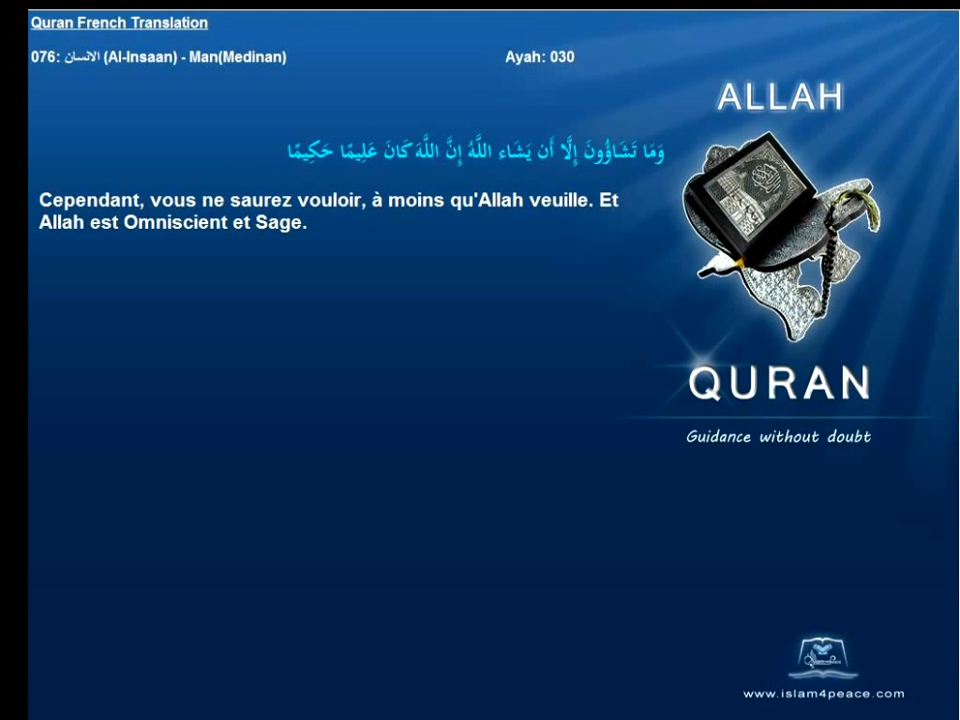 Quran French Translation
076: الانسان (Al-Insaan) - Man(Medinan) Ayah: 030
ALLAH
وَمَا تَشَاؤُونَ إِلَّا أَن يَشَاء اللَّهُ إِنَّ اللَّهَ كَانَ عَلِيمًا حَكِيمًا
Cependant, vous ne saurez vouloir, à moins qu'Allah veuille. Et
Allah est Omniscient et Sage.
QURAN
Guidance without doubt
www.islam4peace.com